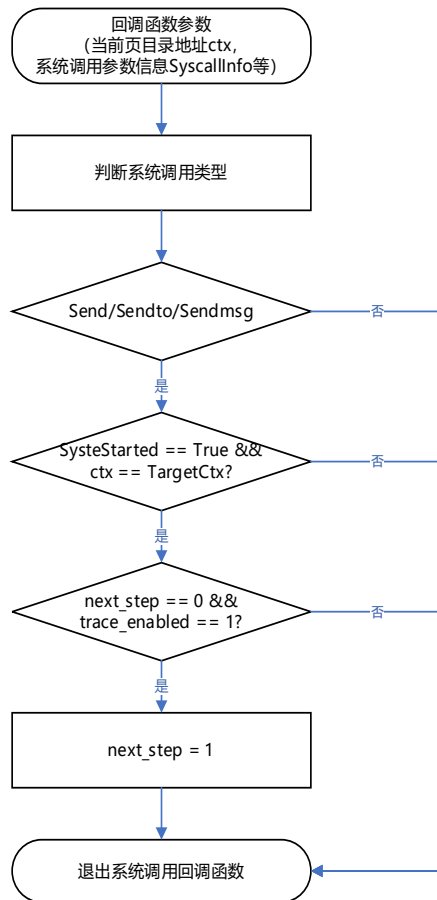 回调函数参数
（当前页目录地址ctx，
系统调用参数信息SyscallInfo等）
判断系统调用类型
Send/Sendto/Sendmsg
否
是
SysteStarted == True &&
ctx == TargetCtx?
否
是
next_step == 0 &&
trace_enabled == 1?
否
是
next_step = 1
退出系统调用回调函数